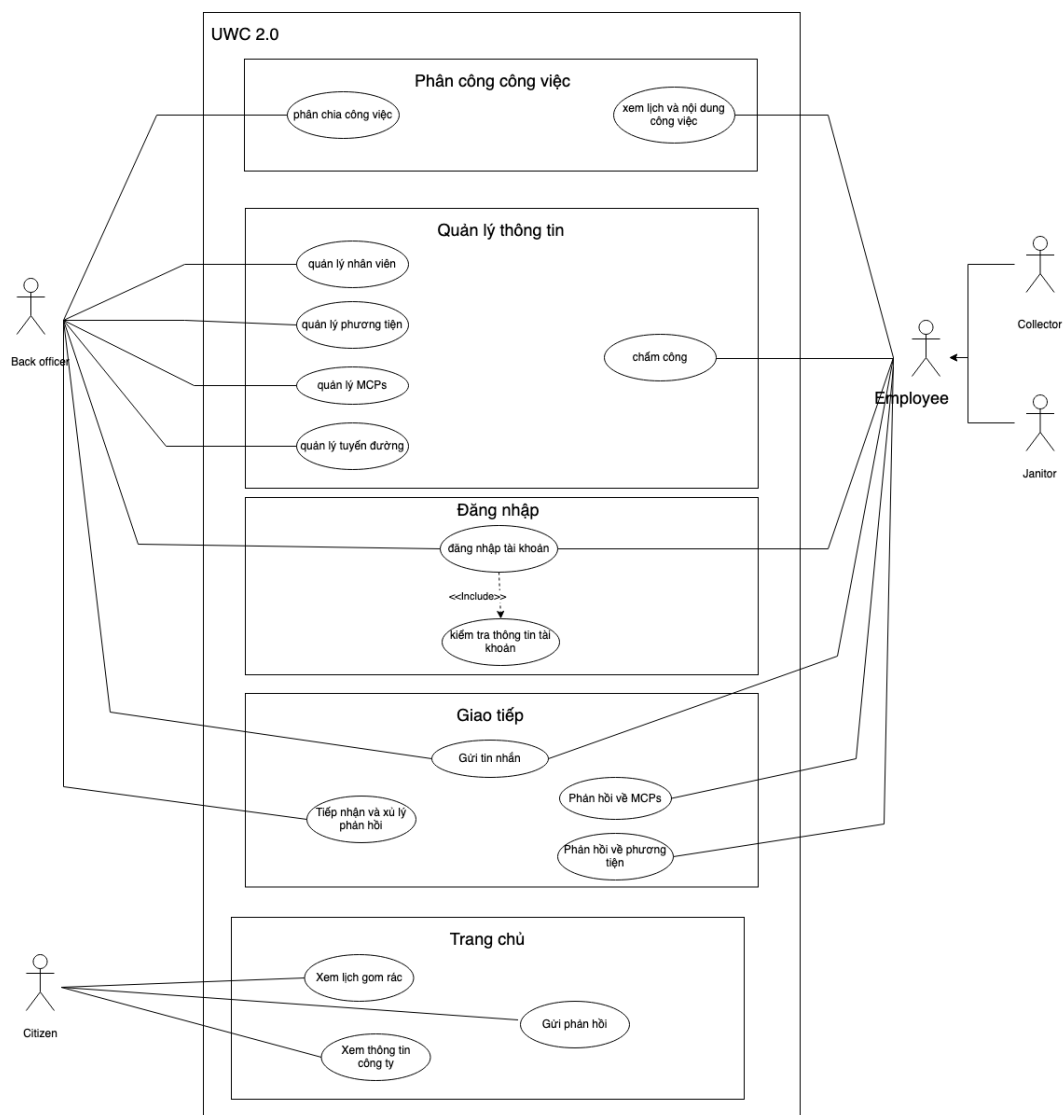 UWC 2.0
Phân công công việc
phân chia công việc
xem lịch và nội dung
công việc
Quản lý thông tin
quản lý nhân viên
quản lý phương tiện
chấm công
quản lý MCPs
quản lý tuyến đường
Back officer
Collector
Employee
Janitor
Đăng nhập
đăng nhập tài khoản
<<Include>>
kiểm tra thông tin tài
khoản
Giao tiếp
Gửi tin nhắn
Phản hồi về MCPs
Tiếp nhận và xử lý
phản hồi
Phản hồi về phương
tiện
Trang chủ
Xem lịch gom rác
Gửi phản hồi
Citizen
Xem thông tin
công ty